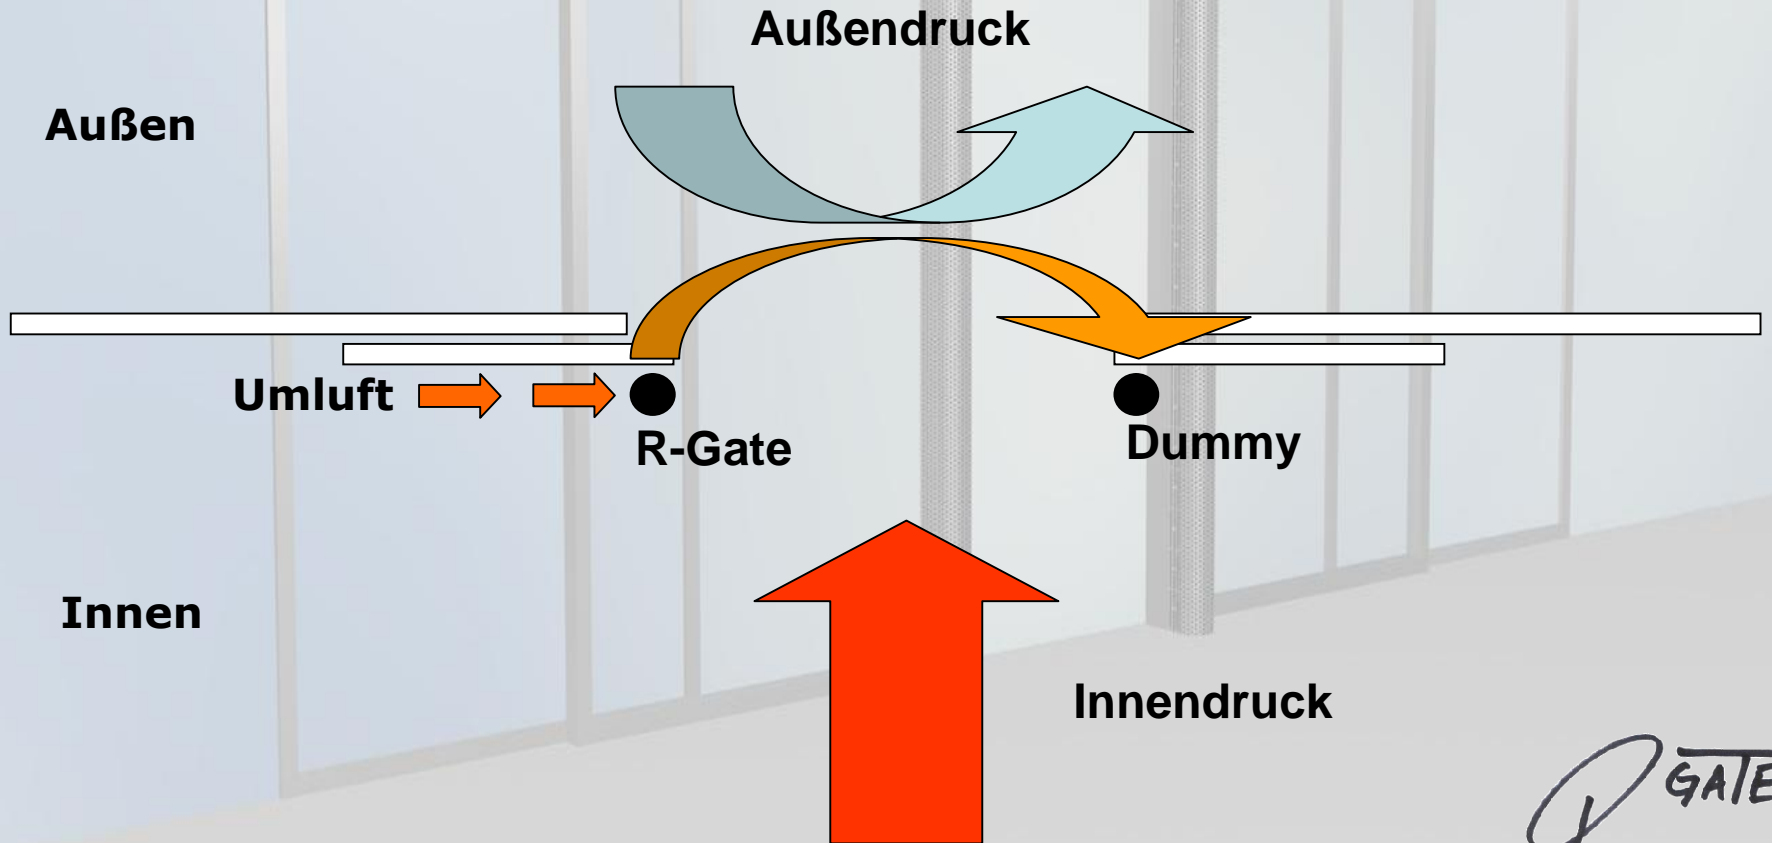 Außendruck
Außen
Umluft
R-Gate
Dummy
Innen
Innendruck
R GATE